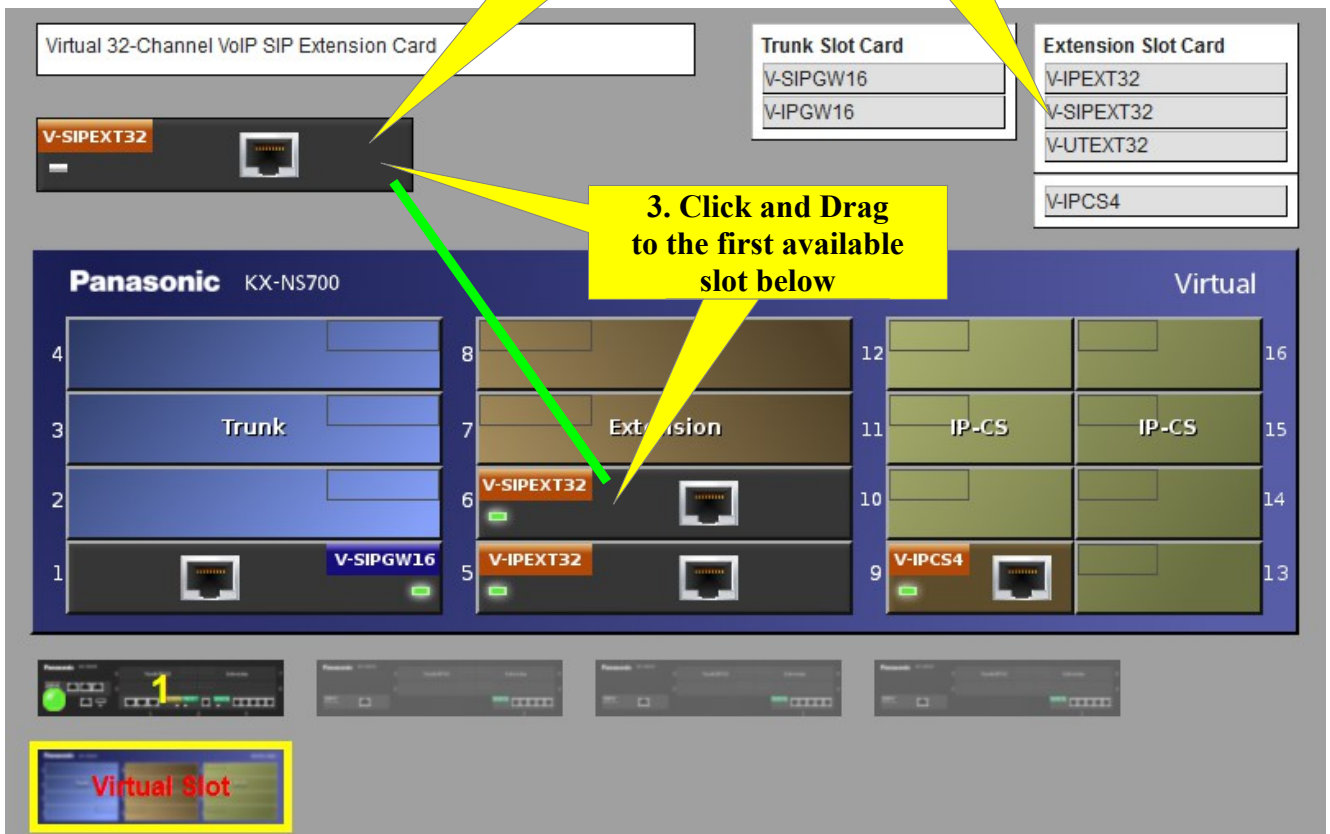 Virtual 32-Channel VoIP SIP Extension Card
Trunk Slot Card
V-SIPGW16
V-IPGW16
Extension Slot Card
V-IPEXT32
V-SIPEXT32
V-UTEXT32
V-IPCS4
V-SIPEXT32
3. Click and Drag
to the first available
slot below
Panasonic KX-NS700
Virtual
4
8
12
16
3
Trunk
7
Extension
11
IP-CS
IP-CS
15
2
6
V-SIPEXT32
10
14
1
V-SIPGW16
5
V-IPEXT32
9
V-IPCS4
13
1
Virtual Slot